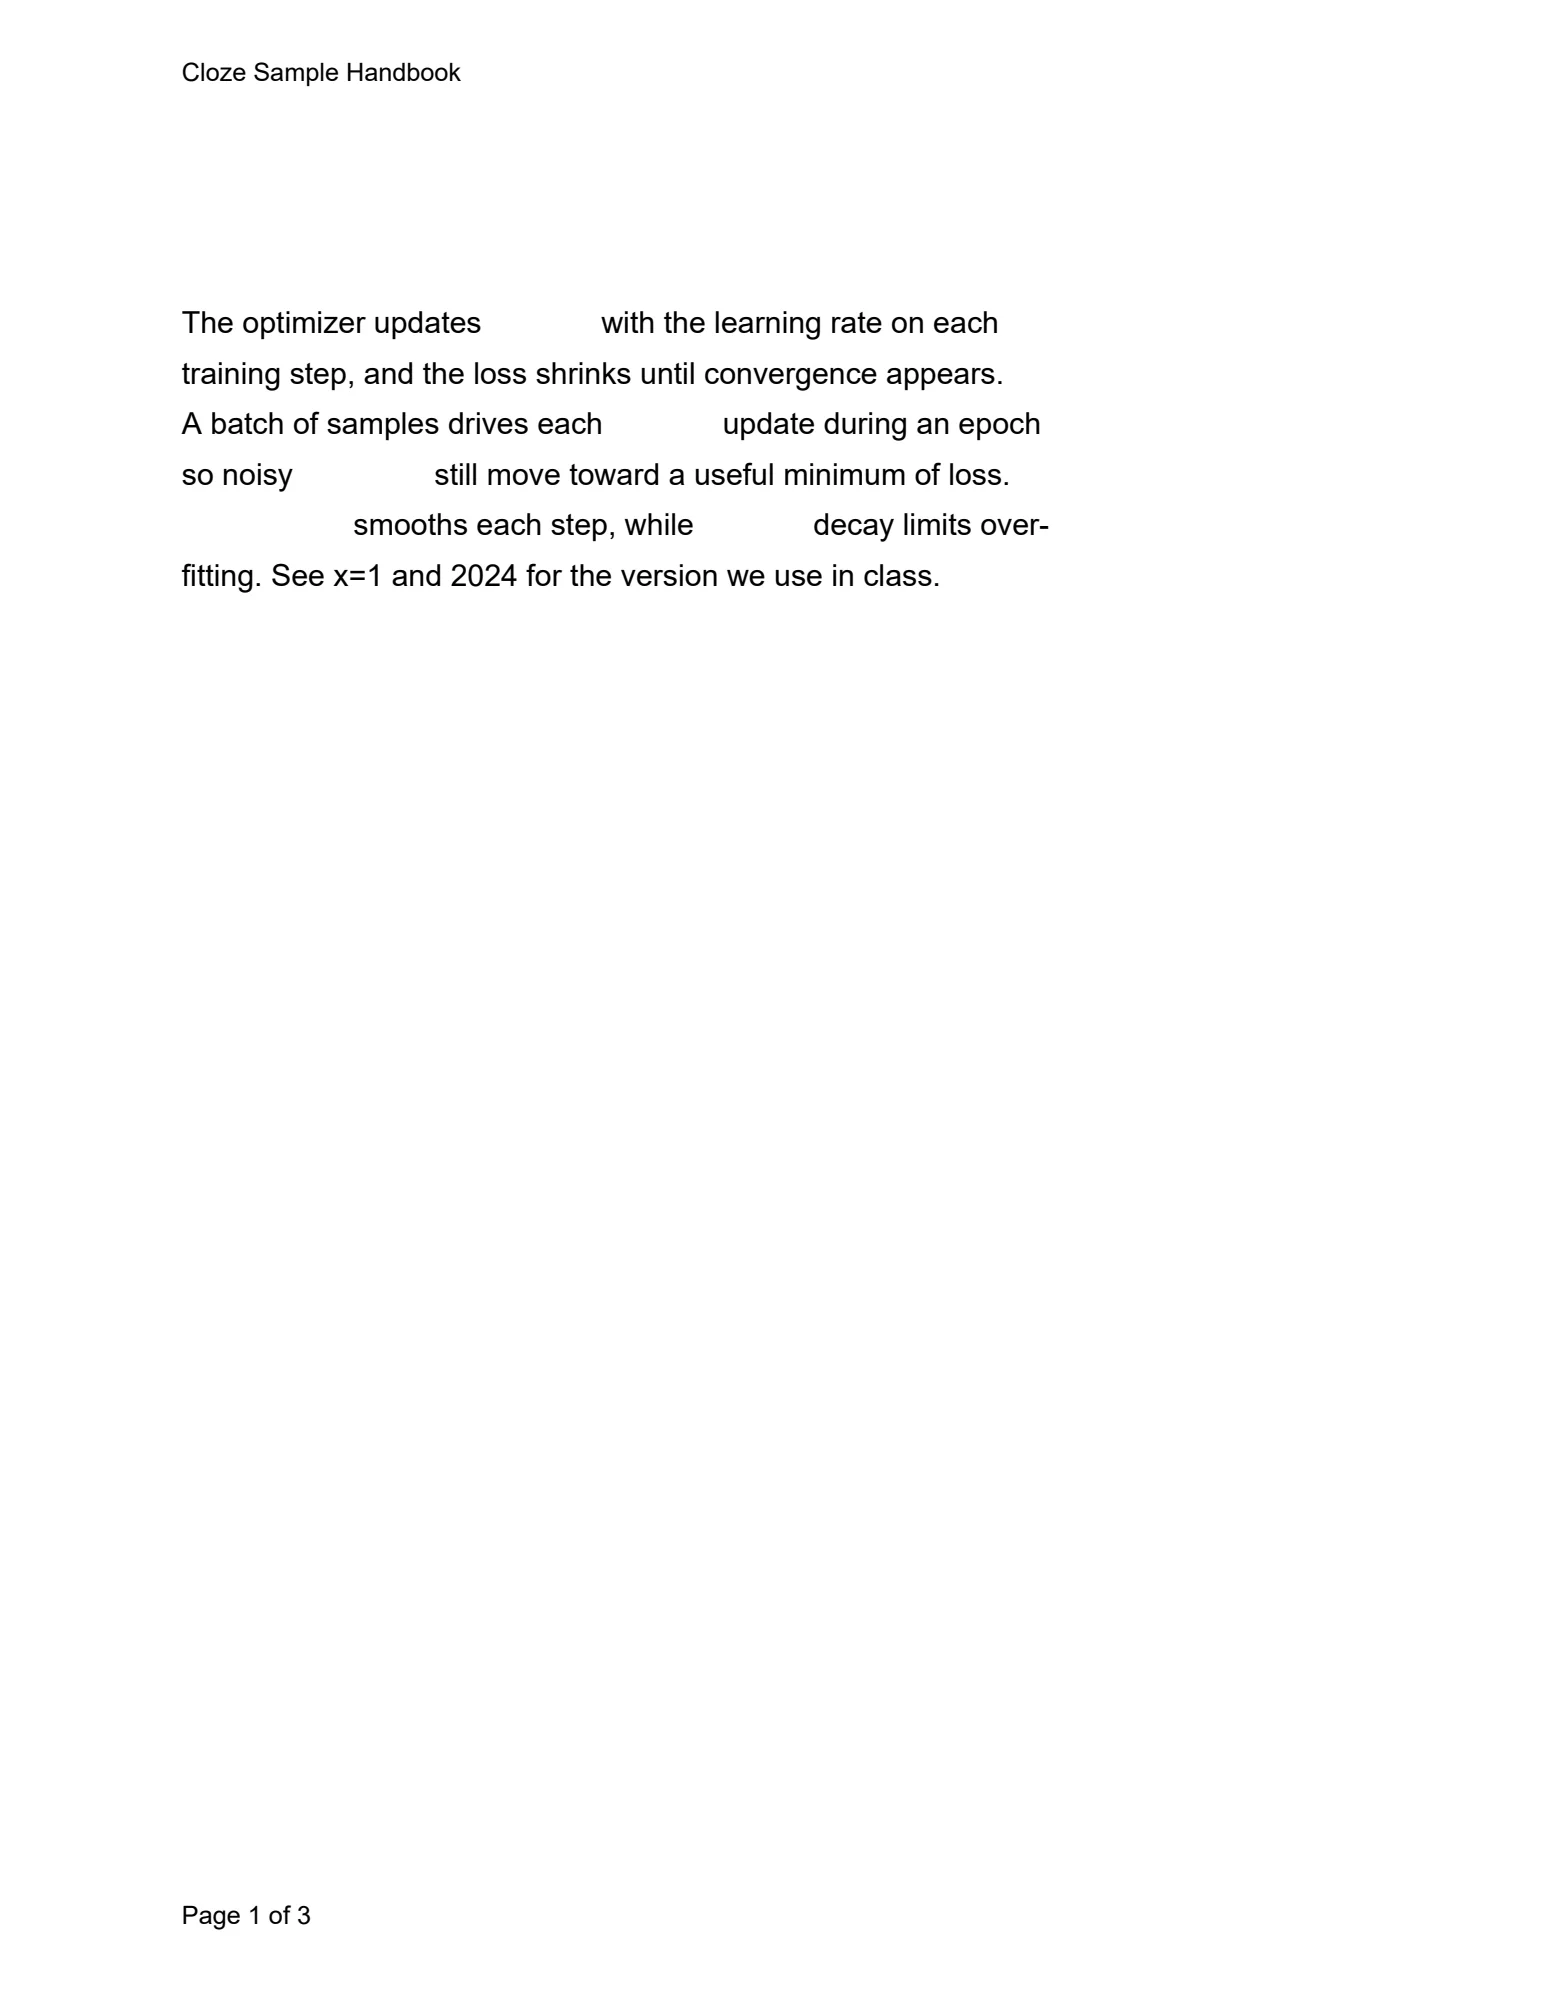 Cloze Sample Handbook
The optimizer updates with the learning rate on each
training step, and the loss shrinks until convergence appears.
A batch of samples drives each update during an epoch
so noisy still move toward a useful minimum of loss.
smooths each step, while decay limits over-
fitting. See x=1 and 2024 for the version we use in class.
Page 1 of 3